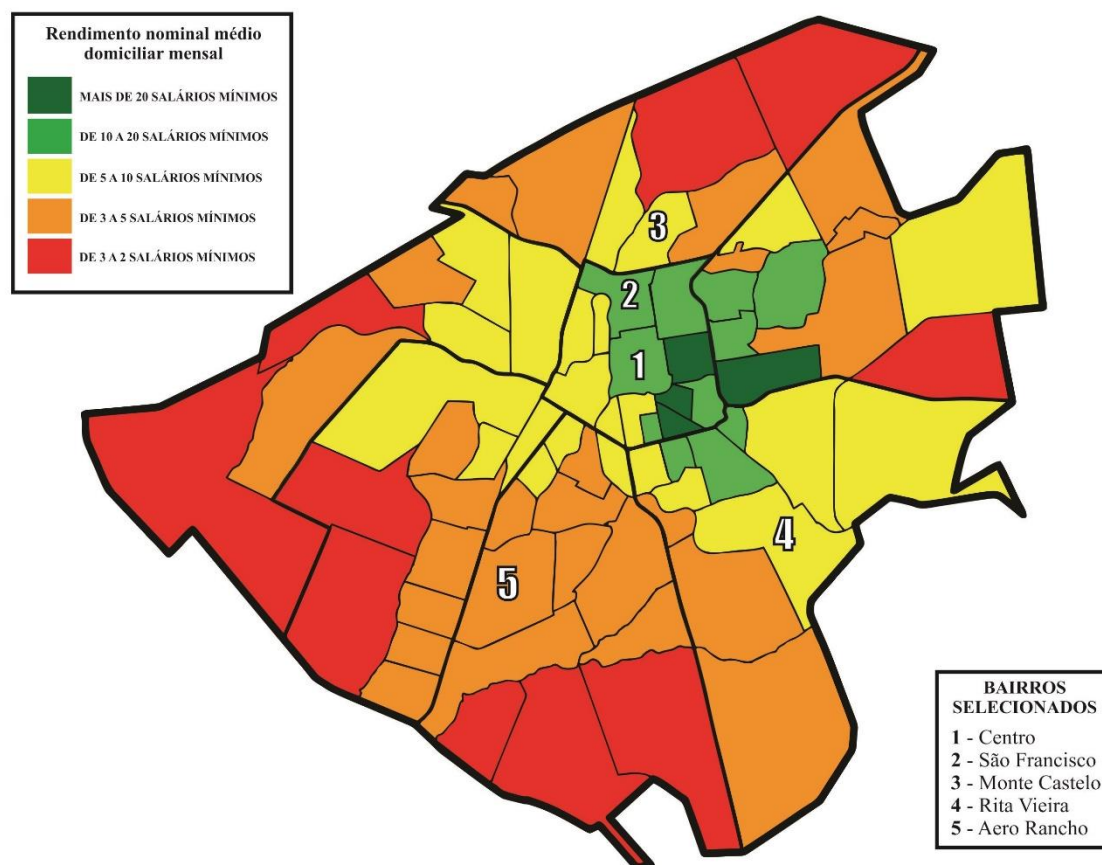 Rendimento nominal médio
domiciliar mensal
MAIS DE 20 SALÁRIOS MÍNIMOS
DE 10 A 20 SALÁRIOS MÍNIMOS
DE 5 A 10 SALÁRIOS MÍNIMOS
DE 3 A 5 SALÁRIOS MÍNIMOS
DE 3 A 2 SALÁRIOS MÍNIMOS
3
2
1
4
5
BAIRROS
SELECIONADOS
1 - Centro
2 - São Francisco
3 - Monte Castelo
4 - Rita Vieira
5 - Aero Rancho